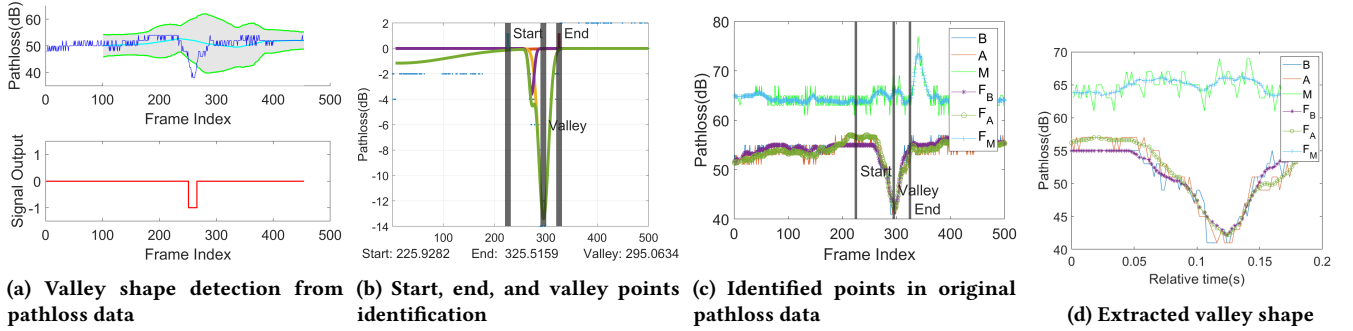 60
50
40
Pathloss(dB)
0 100 200 300 400 500
Frame Index
1
0
-1
Signal Output
0 100 200 300 400 500
Frame Index
(a) Valley shape detection from
pathloss data
2
0
-2
-4
-6
-8
-10
-12
-14
Pathloss(dB)
Start
End
Valley
100 200 300 400 500
Start: 225.9282 End: 325.5159 Valley: 295.0634
(b) Start, end, and valley points
identification
80
70
60
50
40
Pathloss(dB)
B
A
M
F_B
F_A
F_M
Start
Valley
End
0 100 200 300 400 500
Frame Index
(c) Identified points in original
pathloss data
70
65
60
55
50
45
40
Pathloss(dB)
B
A
M
F_B
F_A
F_M
0 0.05 0.1 0.15 0.2
Relative time(s)
(d) Extracted valley shape